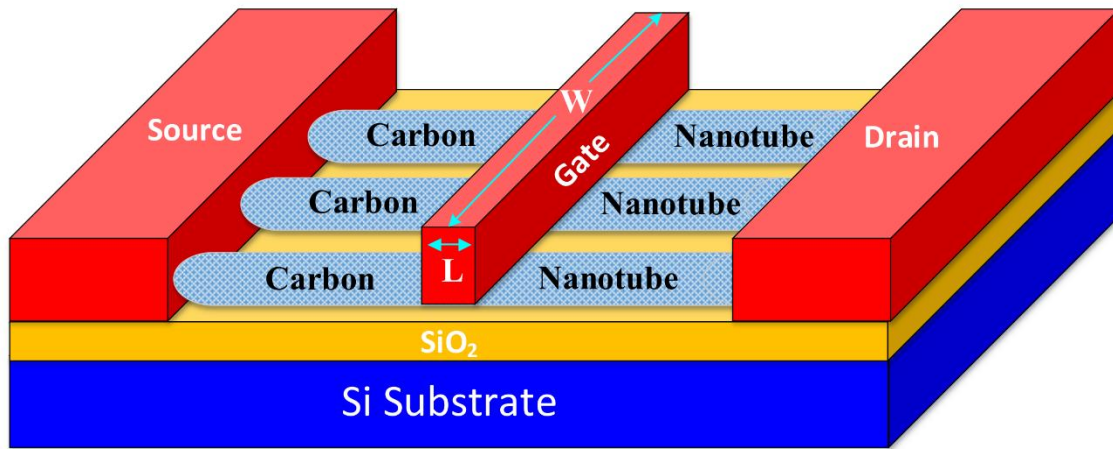 W
Source
Carbon
Nanotube
Drain
Gate
Carbon
Nanotube
L
Carbon
Nanotube
SiO₂
Si Substrate